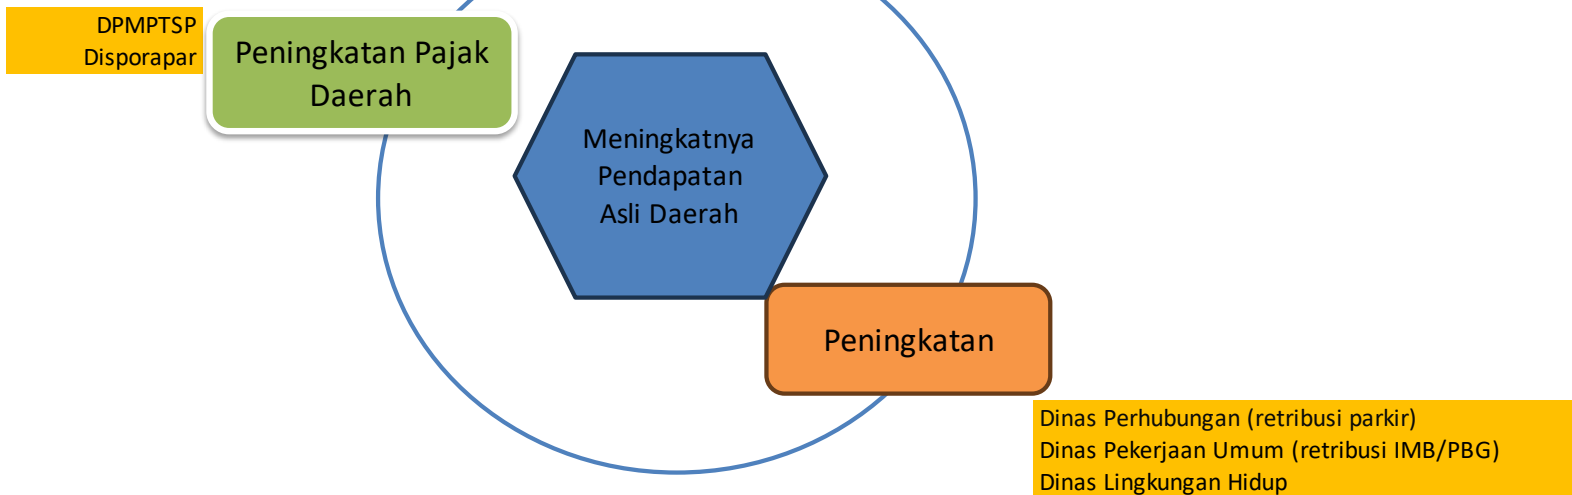 DPMPTSP
Disporapar
Peningkatan Pajak
Daerah
Meningkatnya
Pendapatan
Asli Daerah
Peningkatan
Dinas Perhubungan (retribusi parkir)
Dinas Pekerjaan Umum (retribusi IMB/PBG)
Dinas Lingkungan Hidup